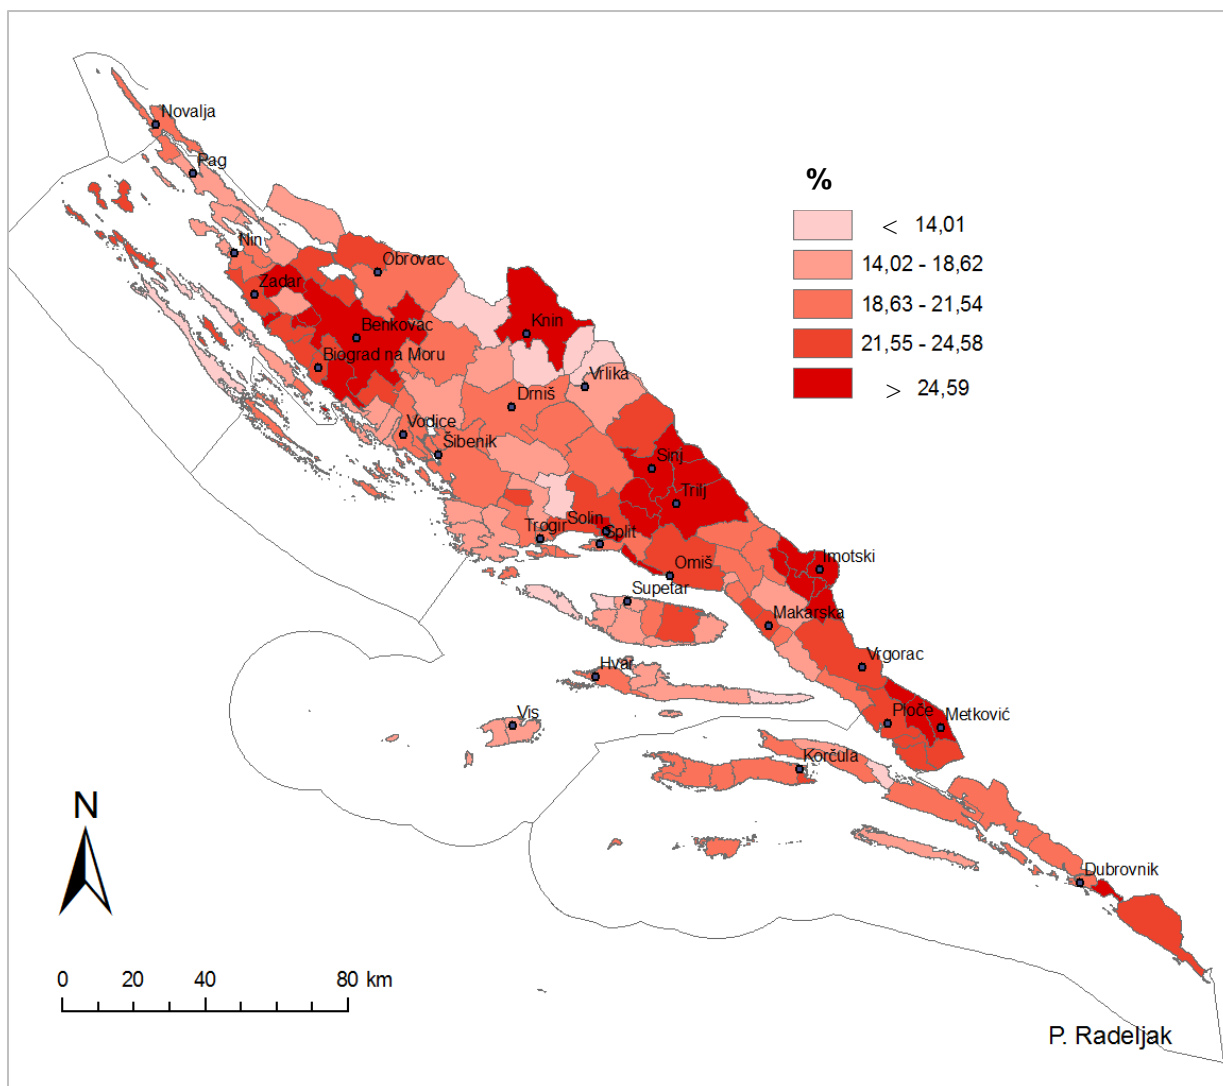 Novalja
Pag
%
< 14,01
Nin
14,02 - 18,62
Obrovac
Zadar
18,63 - 21,54
Benkovac
Knin
21,55 - 24,58
Biograd na Moru
Vrlika
> 24,59
Drniš
Vodice
Šibenik
Sinj
Trilj
Solin
Trogir
Split
Omiš
Imotski
Supetar
Makarska
Hvar
Vrgorac
Vis
Ploče
Metković
Korčula
N
Dubrovnik
0 20 40 80 km
P. Radeljak